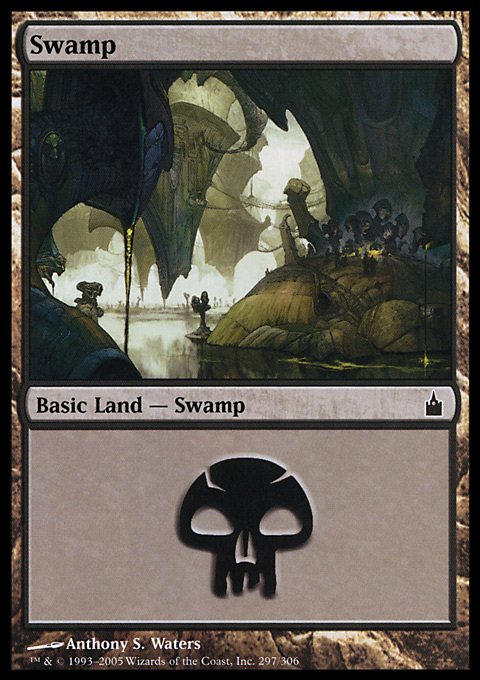 Swamp
Basic Land — Swamp
Anthony S. Waters
™ & © 1993–2005 Wizards of the Coast, Inc. 297/306